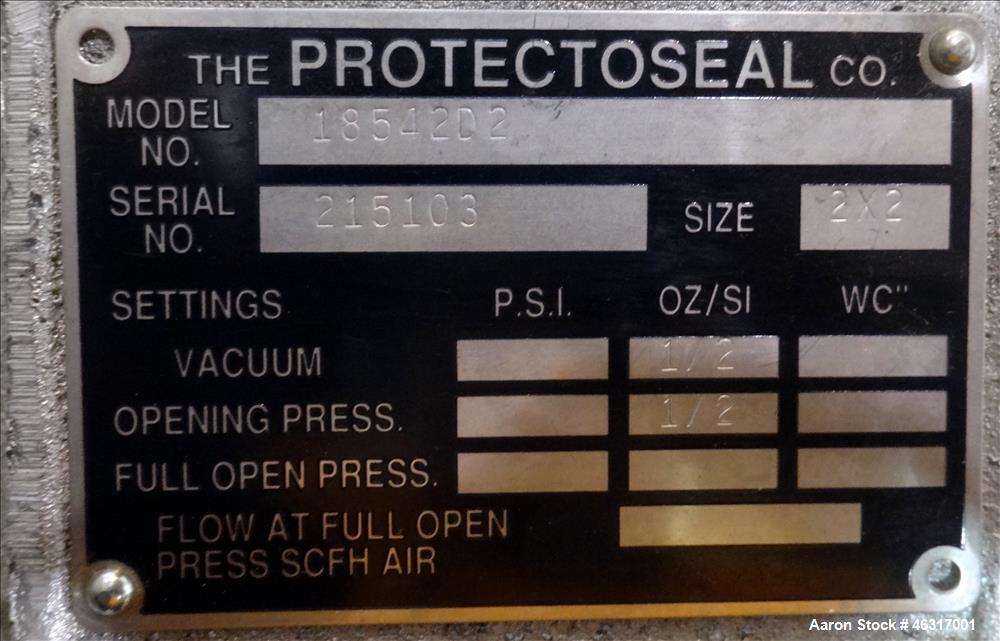 THE PROTECTOSEAL CO.
MODEL NO. 18542D2
SERIAL NO. 215103 SIZE 2X2
SETTINGS P.S.I. OZ/SI WC"
VACUUM 1/2
OPENING PRESS. 1/2
FULL OPEN PRESS.
FLOW AT FULL OPEN
PRESS SCFH AIR
Aaron Stock # 46317001